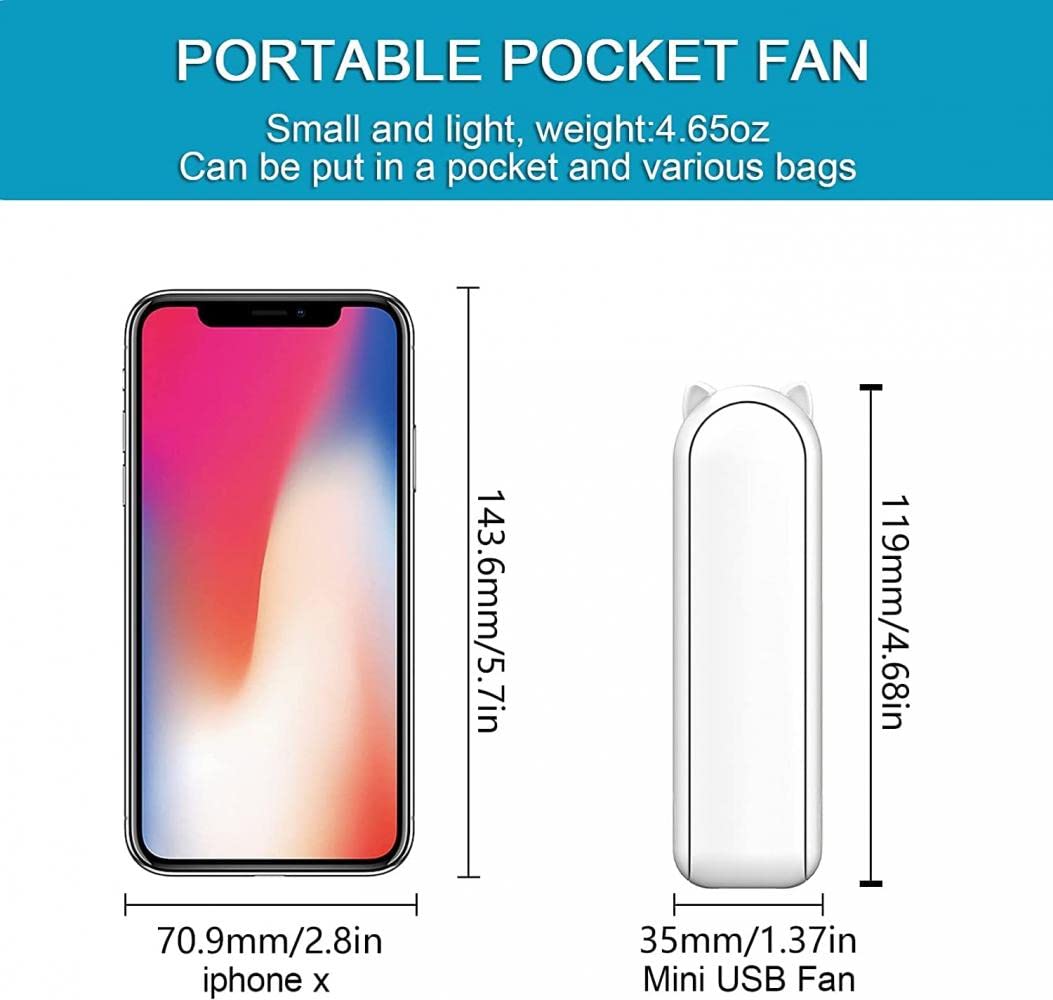 PORTABLE POCKET FAN
Small and light, weight:4.65oz
Can be put in a pocket and various bags
143.6mm/5.7in
119mm/4.68in
70.9mm/2.8in
iphone x
35mm/1.37in
Mini USB Fan